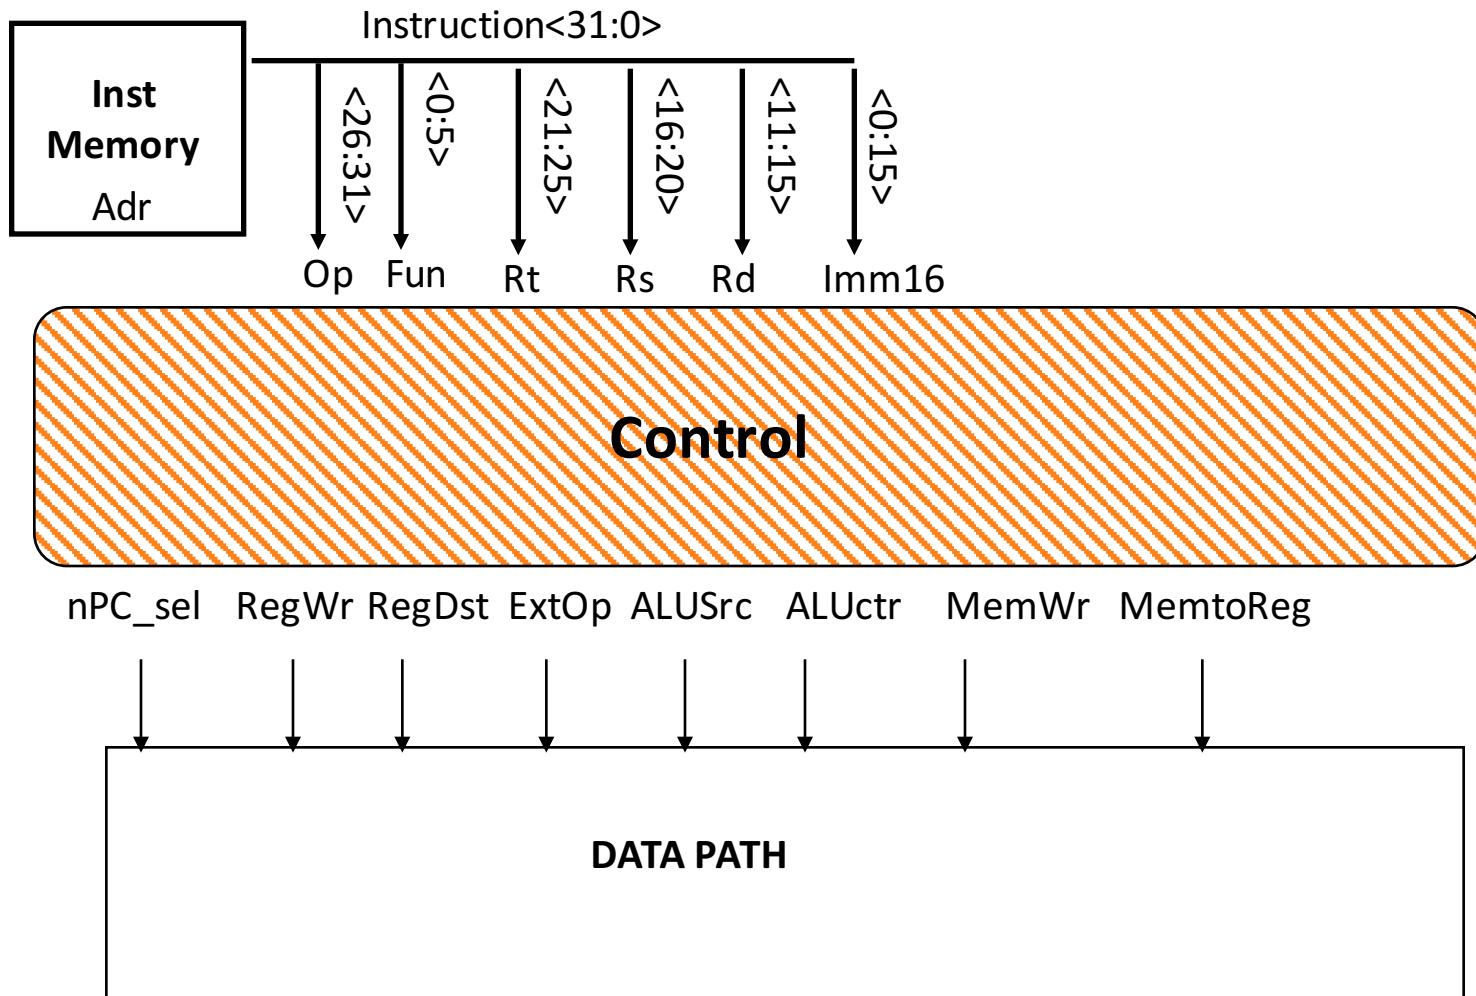 Instruction<31:0>
Inst
Memory
Adr
<26:31>
<0:5>
<21:25>
<16:20>
<11:15>
<0:15>
Op Fun Rt Rs Rd Imm16
Control
nPC_sel RegWr RegDst ExtOp ALUSrc ALUctr MemWr MemtoReg
DATA PATH